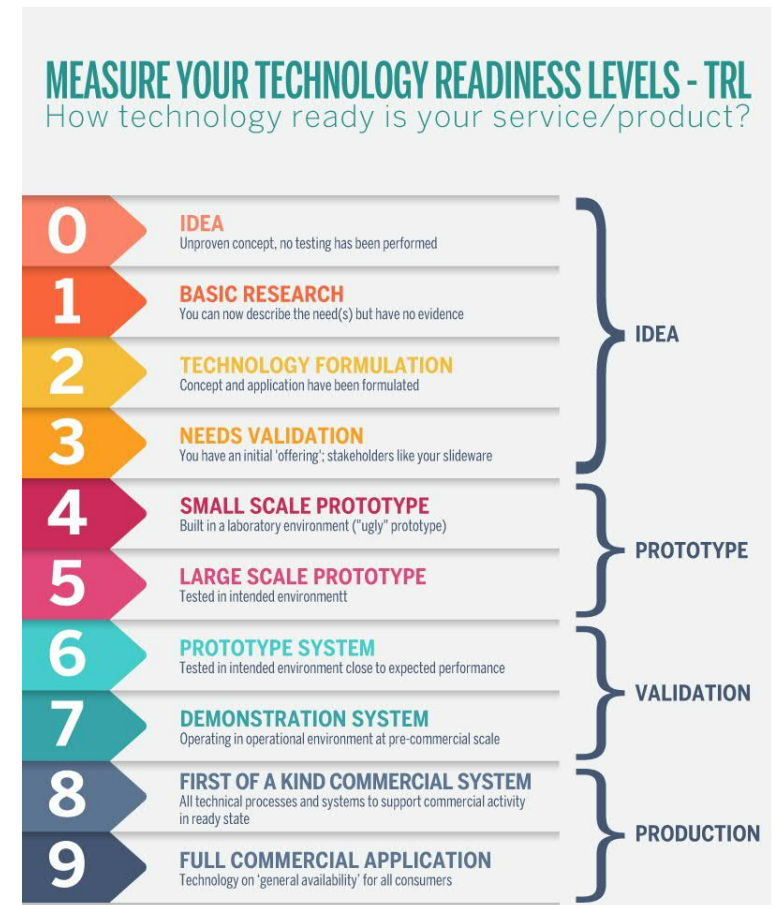 MEASURE YOUR TECHNOLOGY READINESS LEVELS - TRL
How technology ready is your service/product?
0
IDEA
Unproven concept, no testing has been performed
1
BASIC RESEARCH
You can now describe the need(s) but have no evidence
2
TECHNOLOGY FORMULATION
Concept and application have been formulated
3
NEEDS VALIDATION
You have an initial 'offering'; stakeholders like your slideware
IDEA
4
SMALL SCALE PROTOTYPE
Built in a laboratory environment ("ugly" prototype)
5
LARGE SCALE PROTOTYPE
Tested in intended environmentt
PROTOTYPE
6
PROTOTYPE SYSTEM
Tested in intended environment close to expected performance
7
DEMONSTRATION SYSTEM
Operating in operational environment at pre-commercial scale
VALIDATION
8
FIRST OF A KIND COMMERCIAL SYSTEM
All technical processes and systems to support commercial activity
in ready state
9
FULL COMMERCIAL APPLICATION
Technology on 'general availability' for all consumers
PRODUCTION